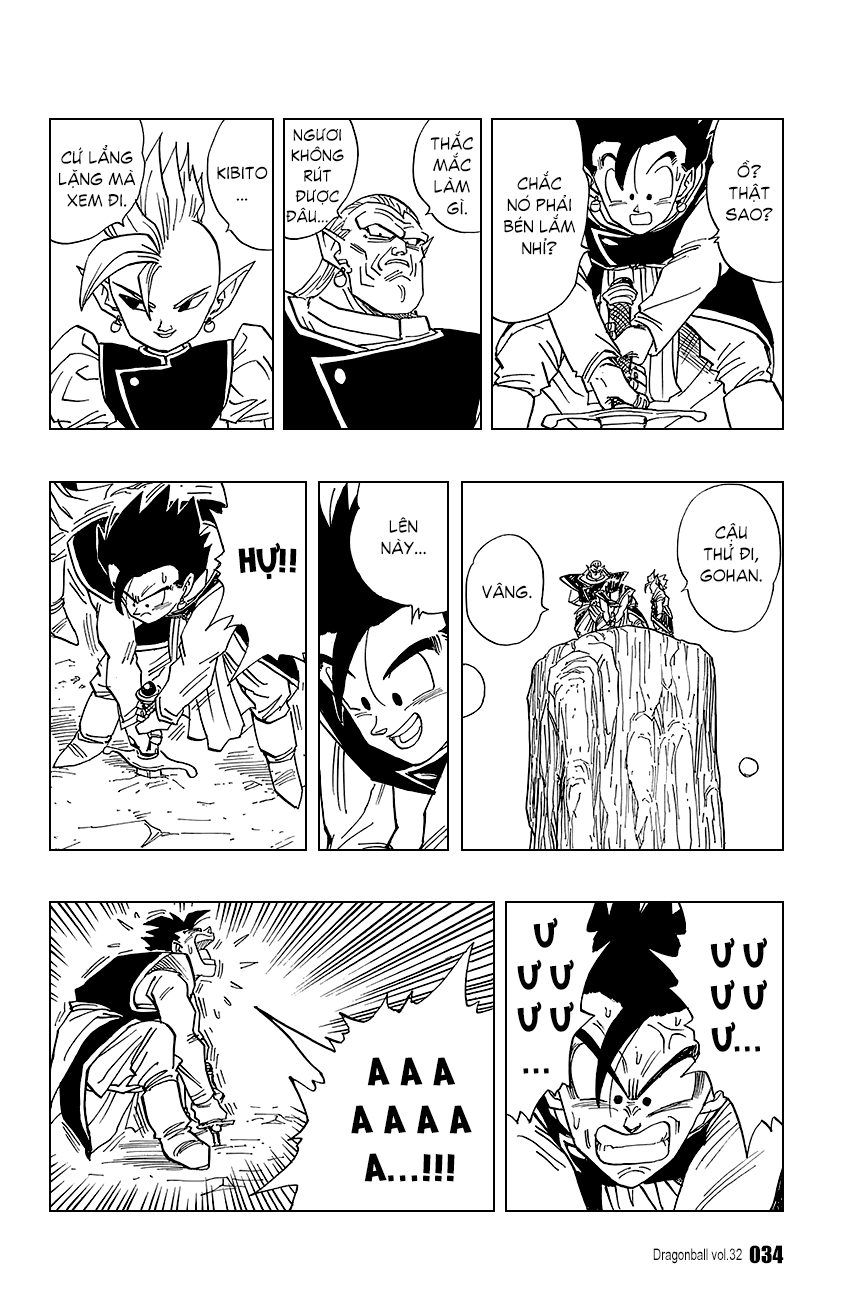 Ồ?
THẬT
SAO?
CHẮC
NÓ PHẢI
BÉN LẮM
NHỈ?
THẮC
MẮC
LÀM
GÌ.
NGƯƠI
KHÔNG
RÚT
ĐƯỢC
ĐÂU...
KIBITO
...
CỨ LẲNG
LẶNG MÀ
XEM ĐI.
CẬU
THỬ ĐI,
GOHAN.
VÂNG.
LÊN
NÀY...
HỰ!!
Ư Ư
Ư Ư
Ư...
Ư
Ư Ư
Ư Ư
...
A A A
A A A A
A...!!!
Dragonball vol.32 034